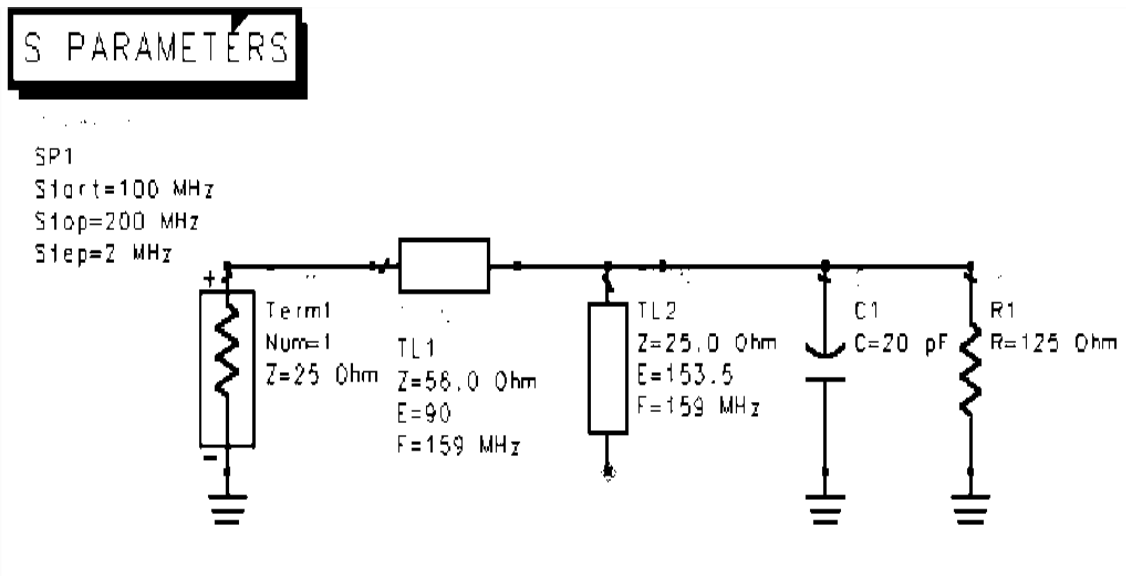 S PARAMETERS
SP1
Start=100 MHz
Stop=200 MHz
Step=2 MHz
+
Term1
Num=1
Z=25 Ohm
-
TL1
Z=56.0 Ohm
E=90
F=159 MHz
TL2
Z=25.0 Ohm
E=153.5
F=159 MHz
C1
C=20 pF
R1
R=125 Ohm